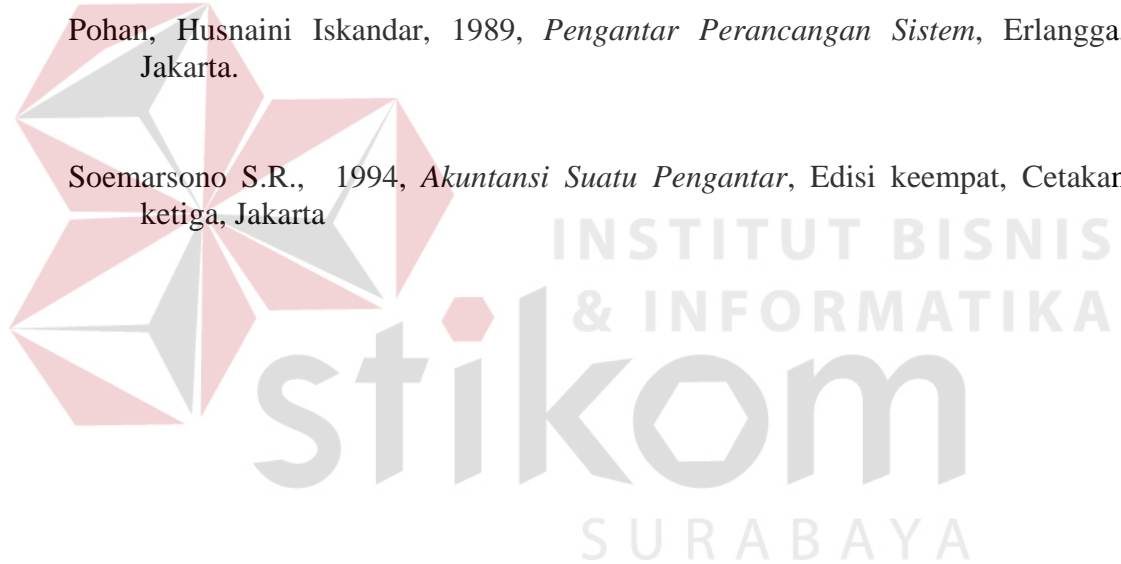 Pohan, Husnaini Iskandar, 1989, Pengantar Perancangan Sistem, Erlangga,
Jakarta.
Soemarsono S.R., 1994, Akuntansi Suatu Pengantar, Edisi keempat, Cetakan
ketiga, Jakarta
INSTITUT BISNIS
& INFORMATIKA
stikom
SURABAYA